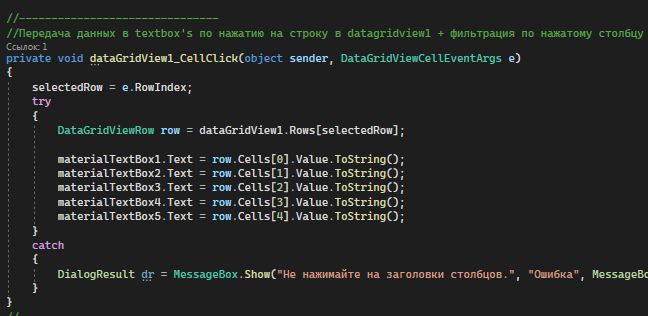 //-------------------------------
//Передача данных в textbox's по нажатию на строку в datagridview1 + фильтрация по нажатому столбцу
Ссылок: 1
private void dataGridView1_CellClick(object sender, DataGridViewCellEventArgs e)
{
selectedRow = e.RowIndex;
try
{
DataGridViewRow row = dataGridView1.Rows[selectedRow];
materialTextBox1.Text = row.Cells[0].Value.ToString();
materialTextBox2.Text = row.Cells[1].Value.ToString();
materialTextBox3.Text = row.Cells[2].Value.ToString();
materialTextBox4.Text = row.Cells[3].Value.ToString();
materialTextBox5.Text = row.Cells[4].Value.ToString();
}
catch
{
DialogResult dr = MessageBox.Show("Не нажимайте на заголовки столбцов.", "Ошибка", MessageBo
}
}